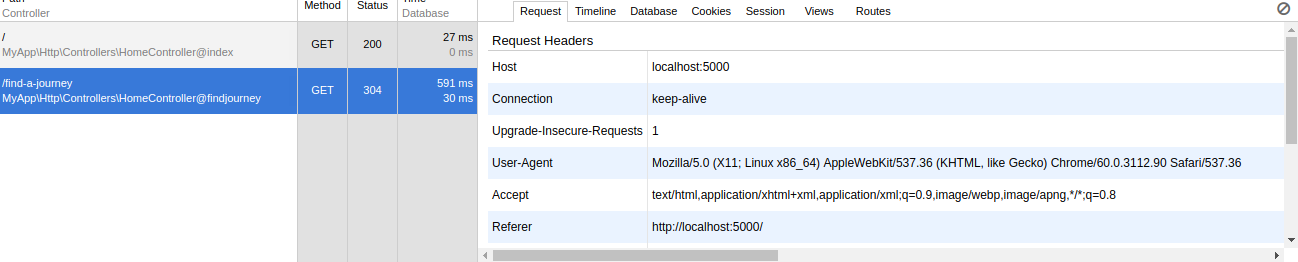 Path Method Status Time
Controller Database
Request Timeline Database Cookies Session Views Routes
/ GET 200 27 ms
MyApp\Http\Controllers\HomeController@index 0 ms
/find-a-journey GET 304 591 ms
MyApp\Http\Controllers\HomeController@findjourney 30 ms
Request Headers
Host localhost:5000
Connection keep-alive
Upgrade-Insecure-Requests 1
User-Agent Mozilla/5.0 (X11; Linux x86_64) AppleWebKit/537.36 (KHTML, like Gecko) Chrome/60.0.3112.90 Safari/537.36
Accept text/html,application/xhtml+xml,application/xml;q=0.9,image/webp,image/apng,*/*;q=0.8
Referer http://localhost:5000/